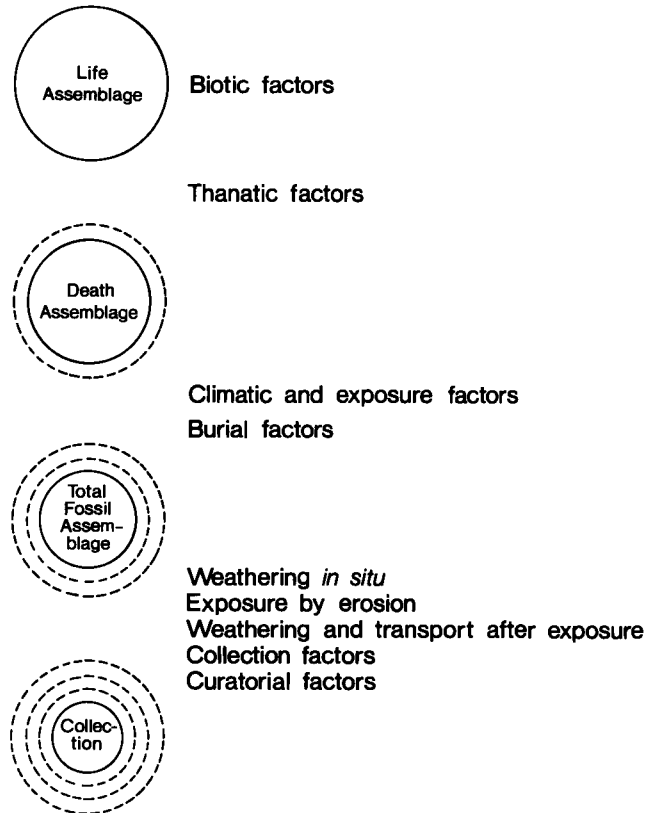 Life
Assemblage
Biotic factors
Thanatic factors
Death
Assemblage
Climatic and exposure factors
Burial factors
Total
Fossil
Assem-
blage
Weathering in situ
Exposure by erosion
Weathering and transport after exposure
Collection factors
Curatorial factors
Collec-
tion